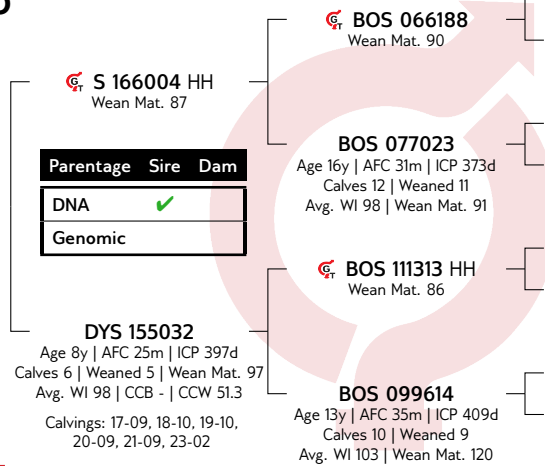 GT BOS 066188
Wean Mat. 90
GT S 166004 HH
Wean Mat. 87
BOS 077023
Age 16y | AFC 31m | ICP 373d
Calves 12 | Weaned 11
Avg. WI 98 | Wean Mat. 91
Parentage Sire Dam
DNA ✔
Genomic
GT BOS 111313 HH
Wean Mat. 86
DYS 155032
Age 8y | AFC 25m | ICP 397d
Calves 6 | Weaned 5 | Wean Mat. 97
Avg. WI 98 | CCB - | CCW 51.3
Calvings: 17-09, 18-10, 19-10,
20-09, 21-09, 23-02
BOS 099614
Age 13y | AFC 35m | ICP 409d
Calves 10 | Weaned 9
Avg. WI 103 | Wean Mat. 120